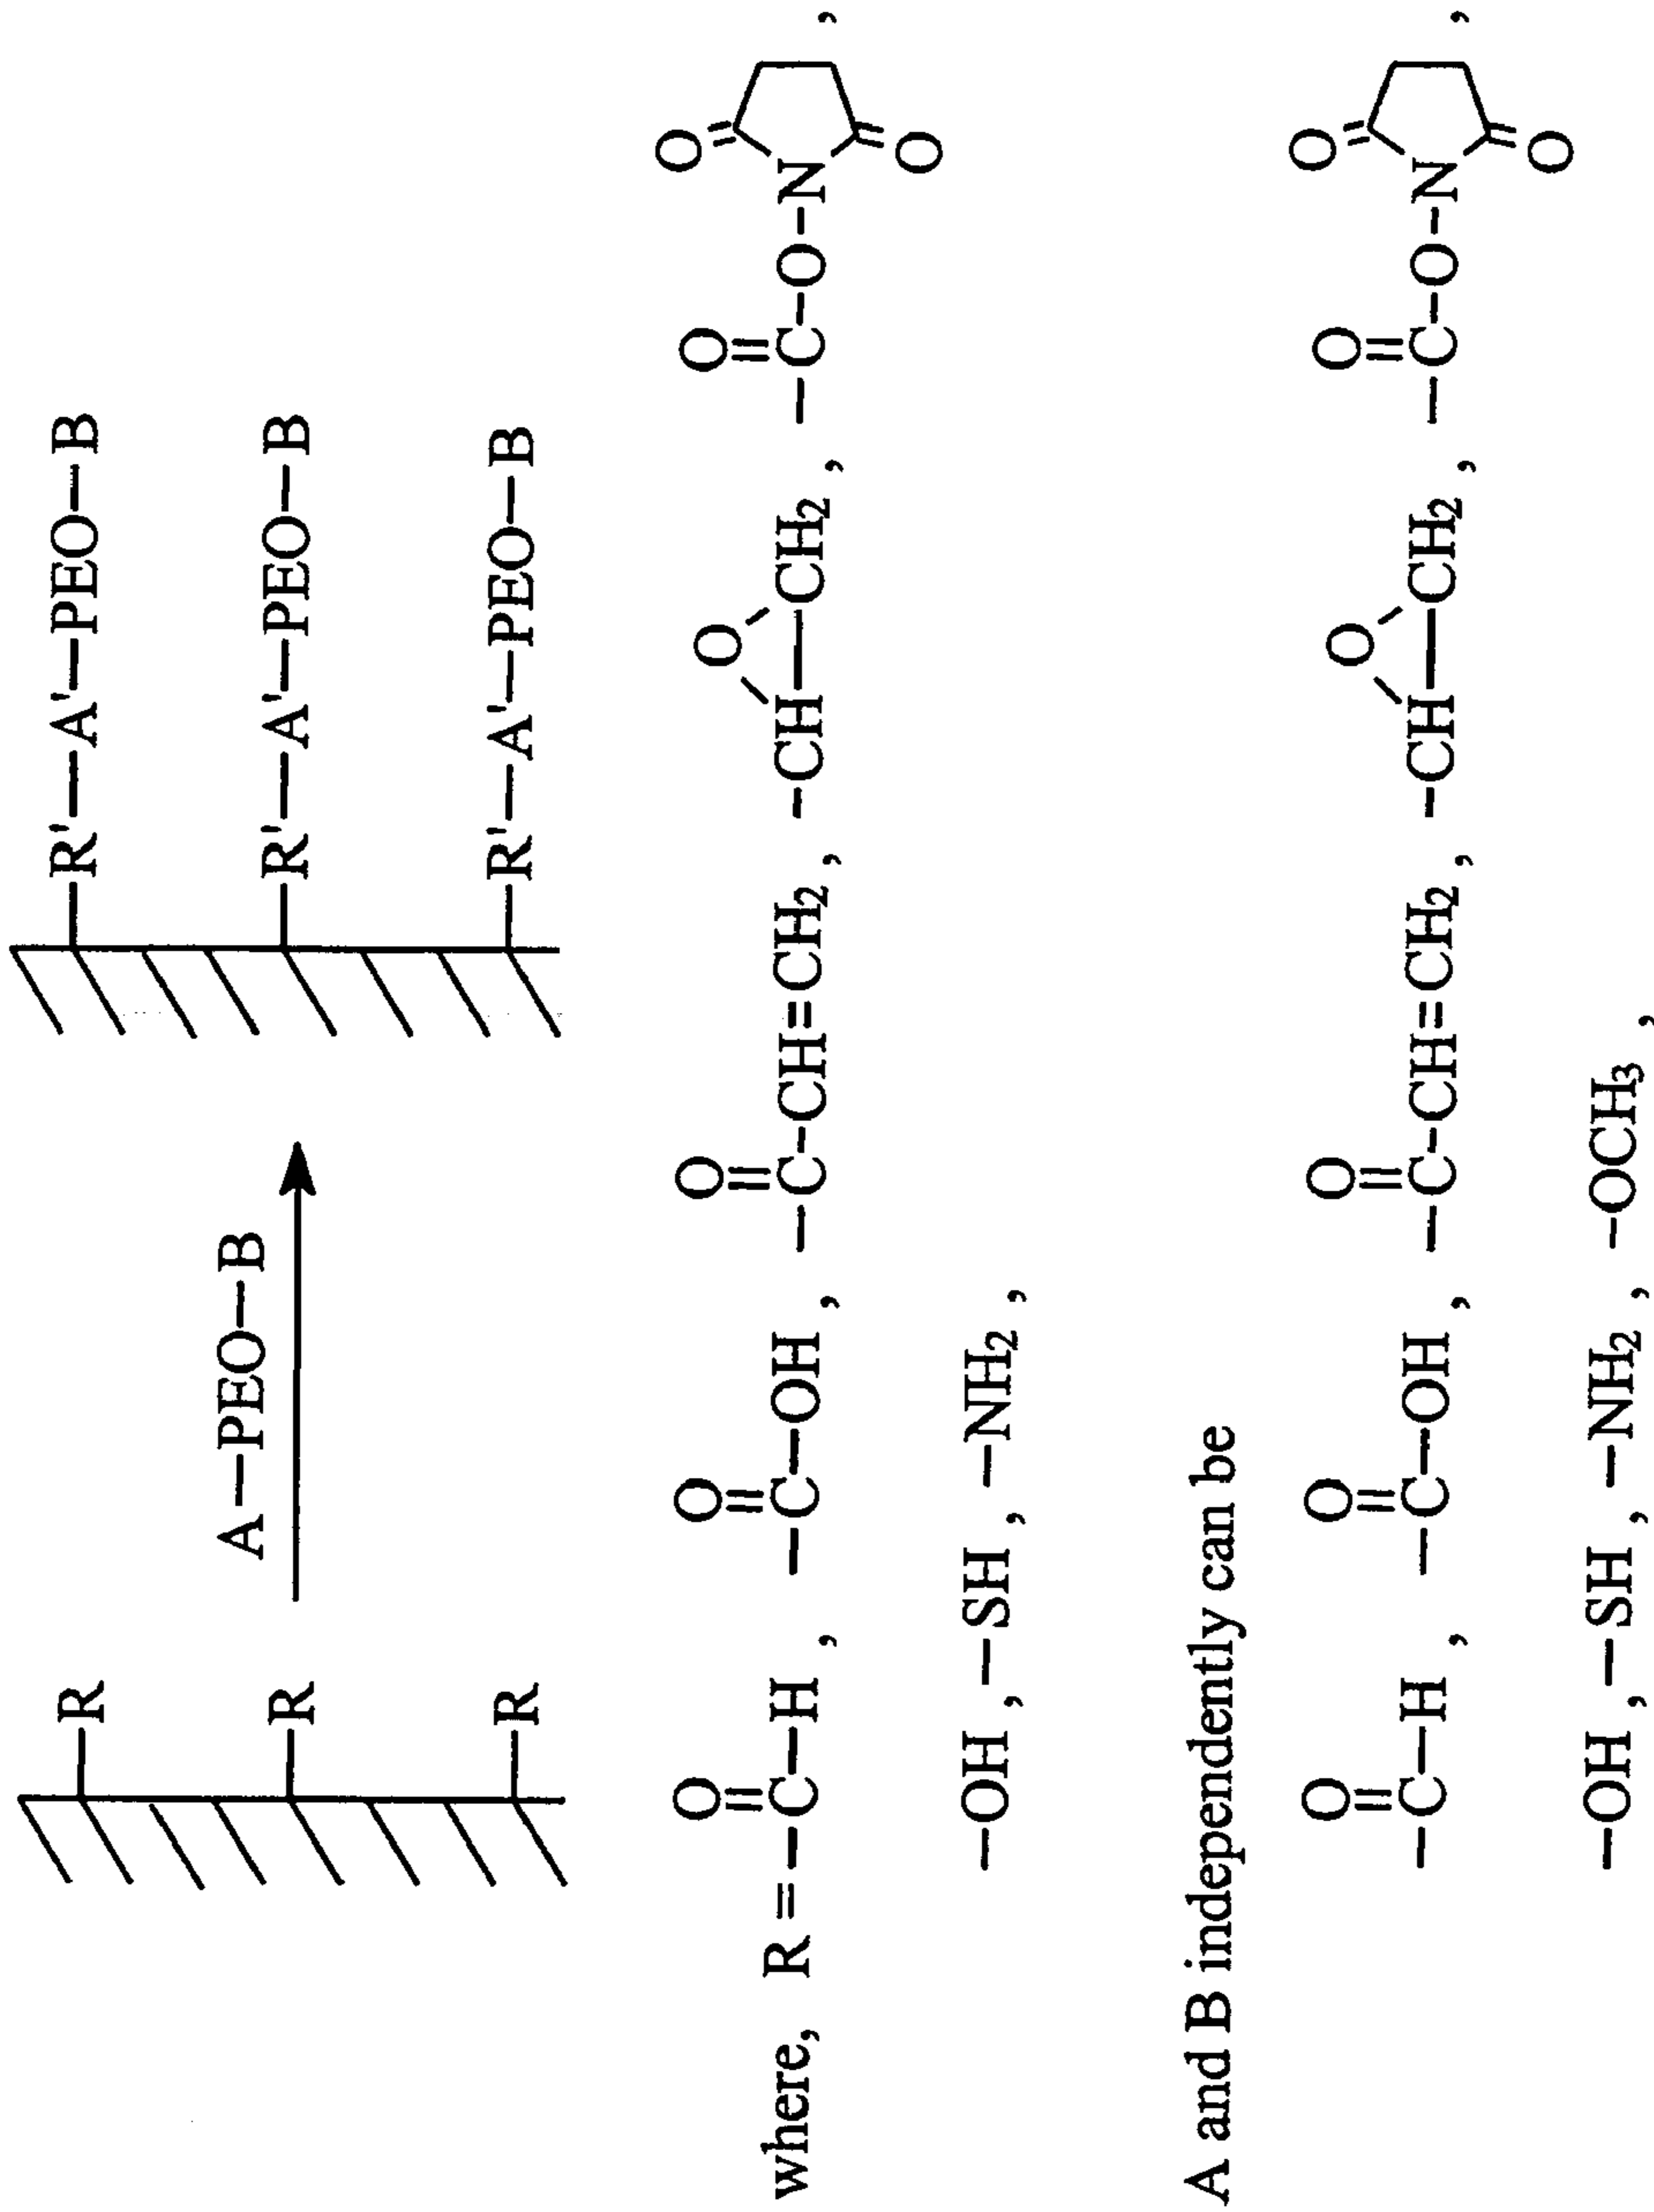 R A—PEO—B R'—A'—PEO—B
R R'—A'—PEO—B
R R'—A'—PEO—B
where, R = —C(=O)—H , —C(=O)—OH , —C(=O)—CH=CH₂ , -CH(O)CH₂ , —C(=O)—O—N(C=O)(C=O) ,
—OH , —SH , —NH₂ ,
A and B independently can be
—C(=O)—H , —C(=O)—OH , —C(=O)—CH=CH₂ , -CH(O)CH₂ , —C(=O)—O—N(C=O)(C=O) ,
—OH , —SH , —NH₂ , -OCH₃ ,